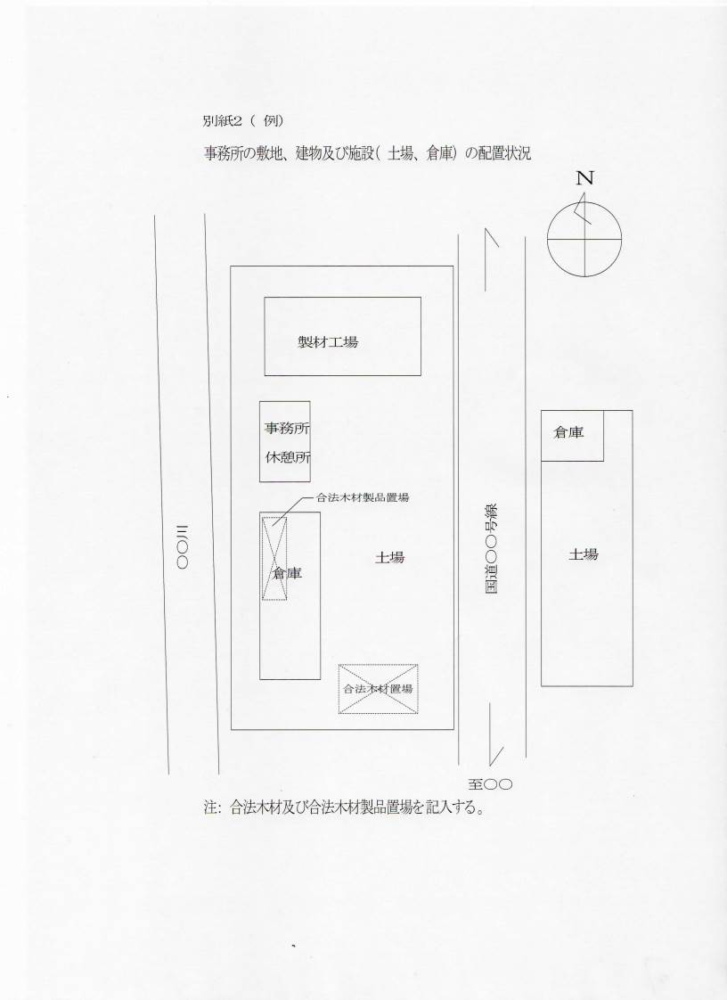 別紙2（例）
事務所の敷地、建物及び施設（土場、倉庫）の配置状況
N
製材工場
事務所
休憩所
倉庫
合法木材製品置場
〇〇川
倉庫
土場
国道〇〇号線
土場
合法木材置場
至〇〇
注：合法木材及び合法木材製品置場を記入する。